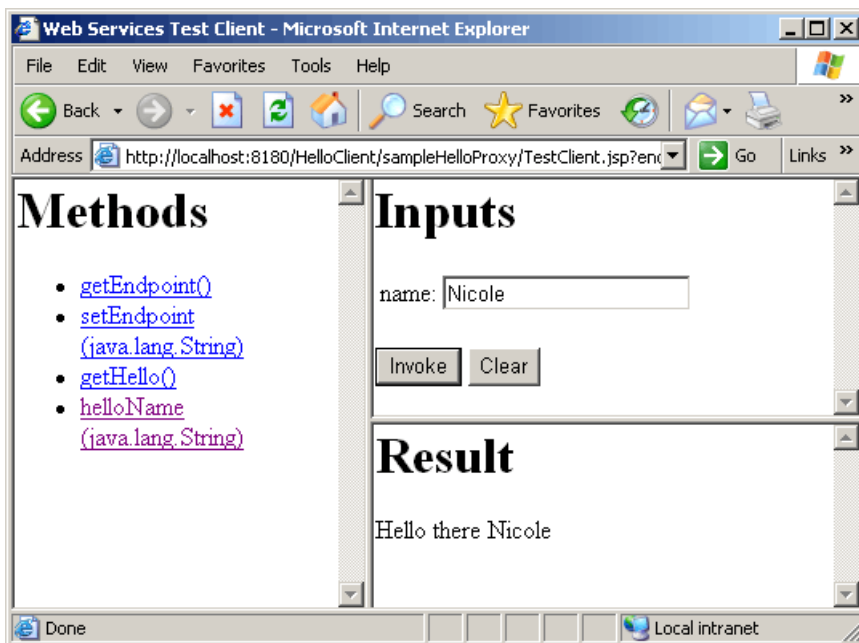 Web Services Test Client - Microsoft Internet Explorer
File Edit View Favorites Tools Help
Back Search Favorites »
Address http://localhost:8180/HelloClient/sampleHelloProxy/TestClient.jsp?en Go Links »
Methods
getEndpoint()
setEndpoint
(java.lang.String)
getHello()
helloName
(java.lang.String)
Inputs
name: Nicole
Invoke Clear
Result
Hello there Nicole
Done Local intranet